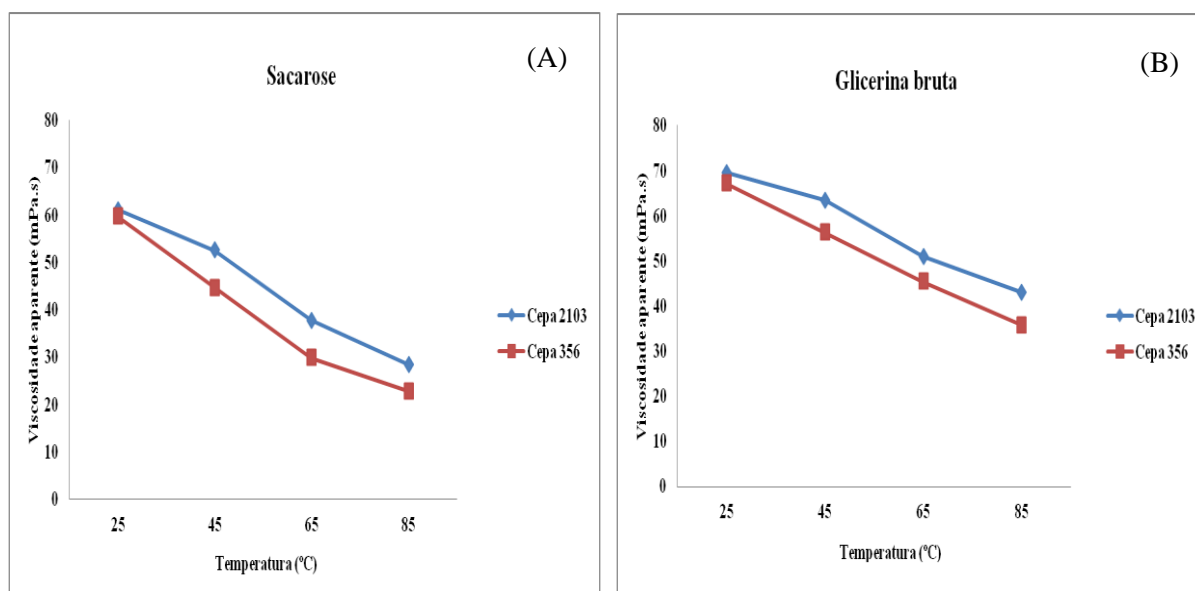 (A)
Sacarose
Viscosidade aparente (mPa.s)
80
70
60
50
40
30
20
10
0
25 45 65 85
Temperatura (ºC)
Cepa 2103
Cepa 356
(B)
Glicerina bruta
Viscosidade aparente (mPa.s)
80
70
60
50
40
30
20
10
0
25 45 65 85
Temperatura (ºC)
Cepa 2103
Cepa 356